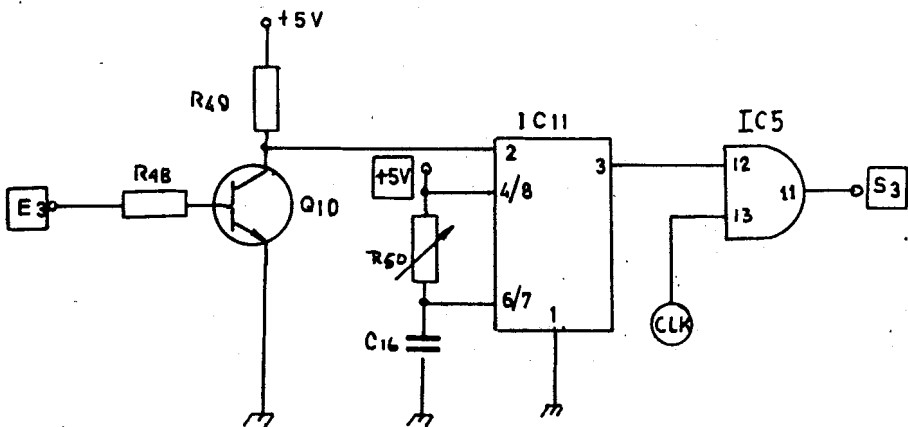 +5V
R49
IC11
IC5
2
3
12
+5V
4/8
R48
E3
Q10
11
S3
13
R50
6/7
1
CLK
C16